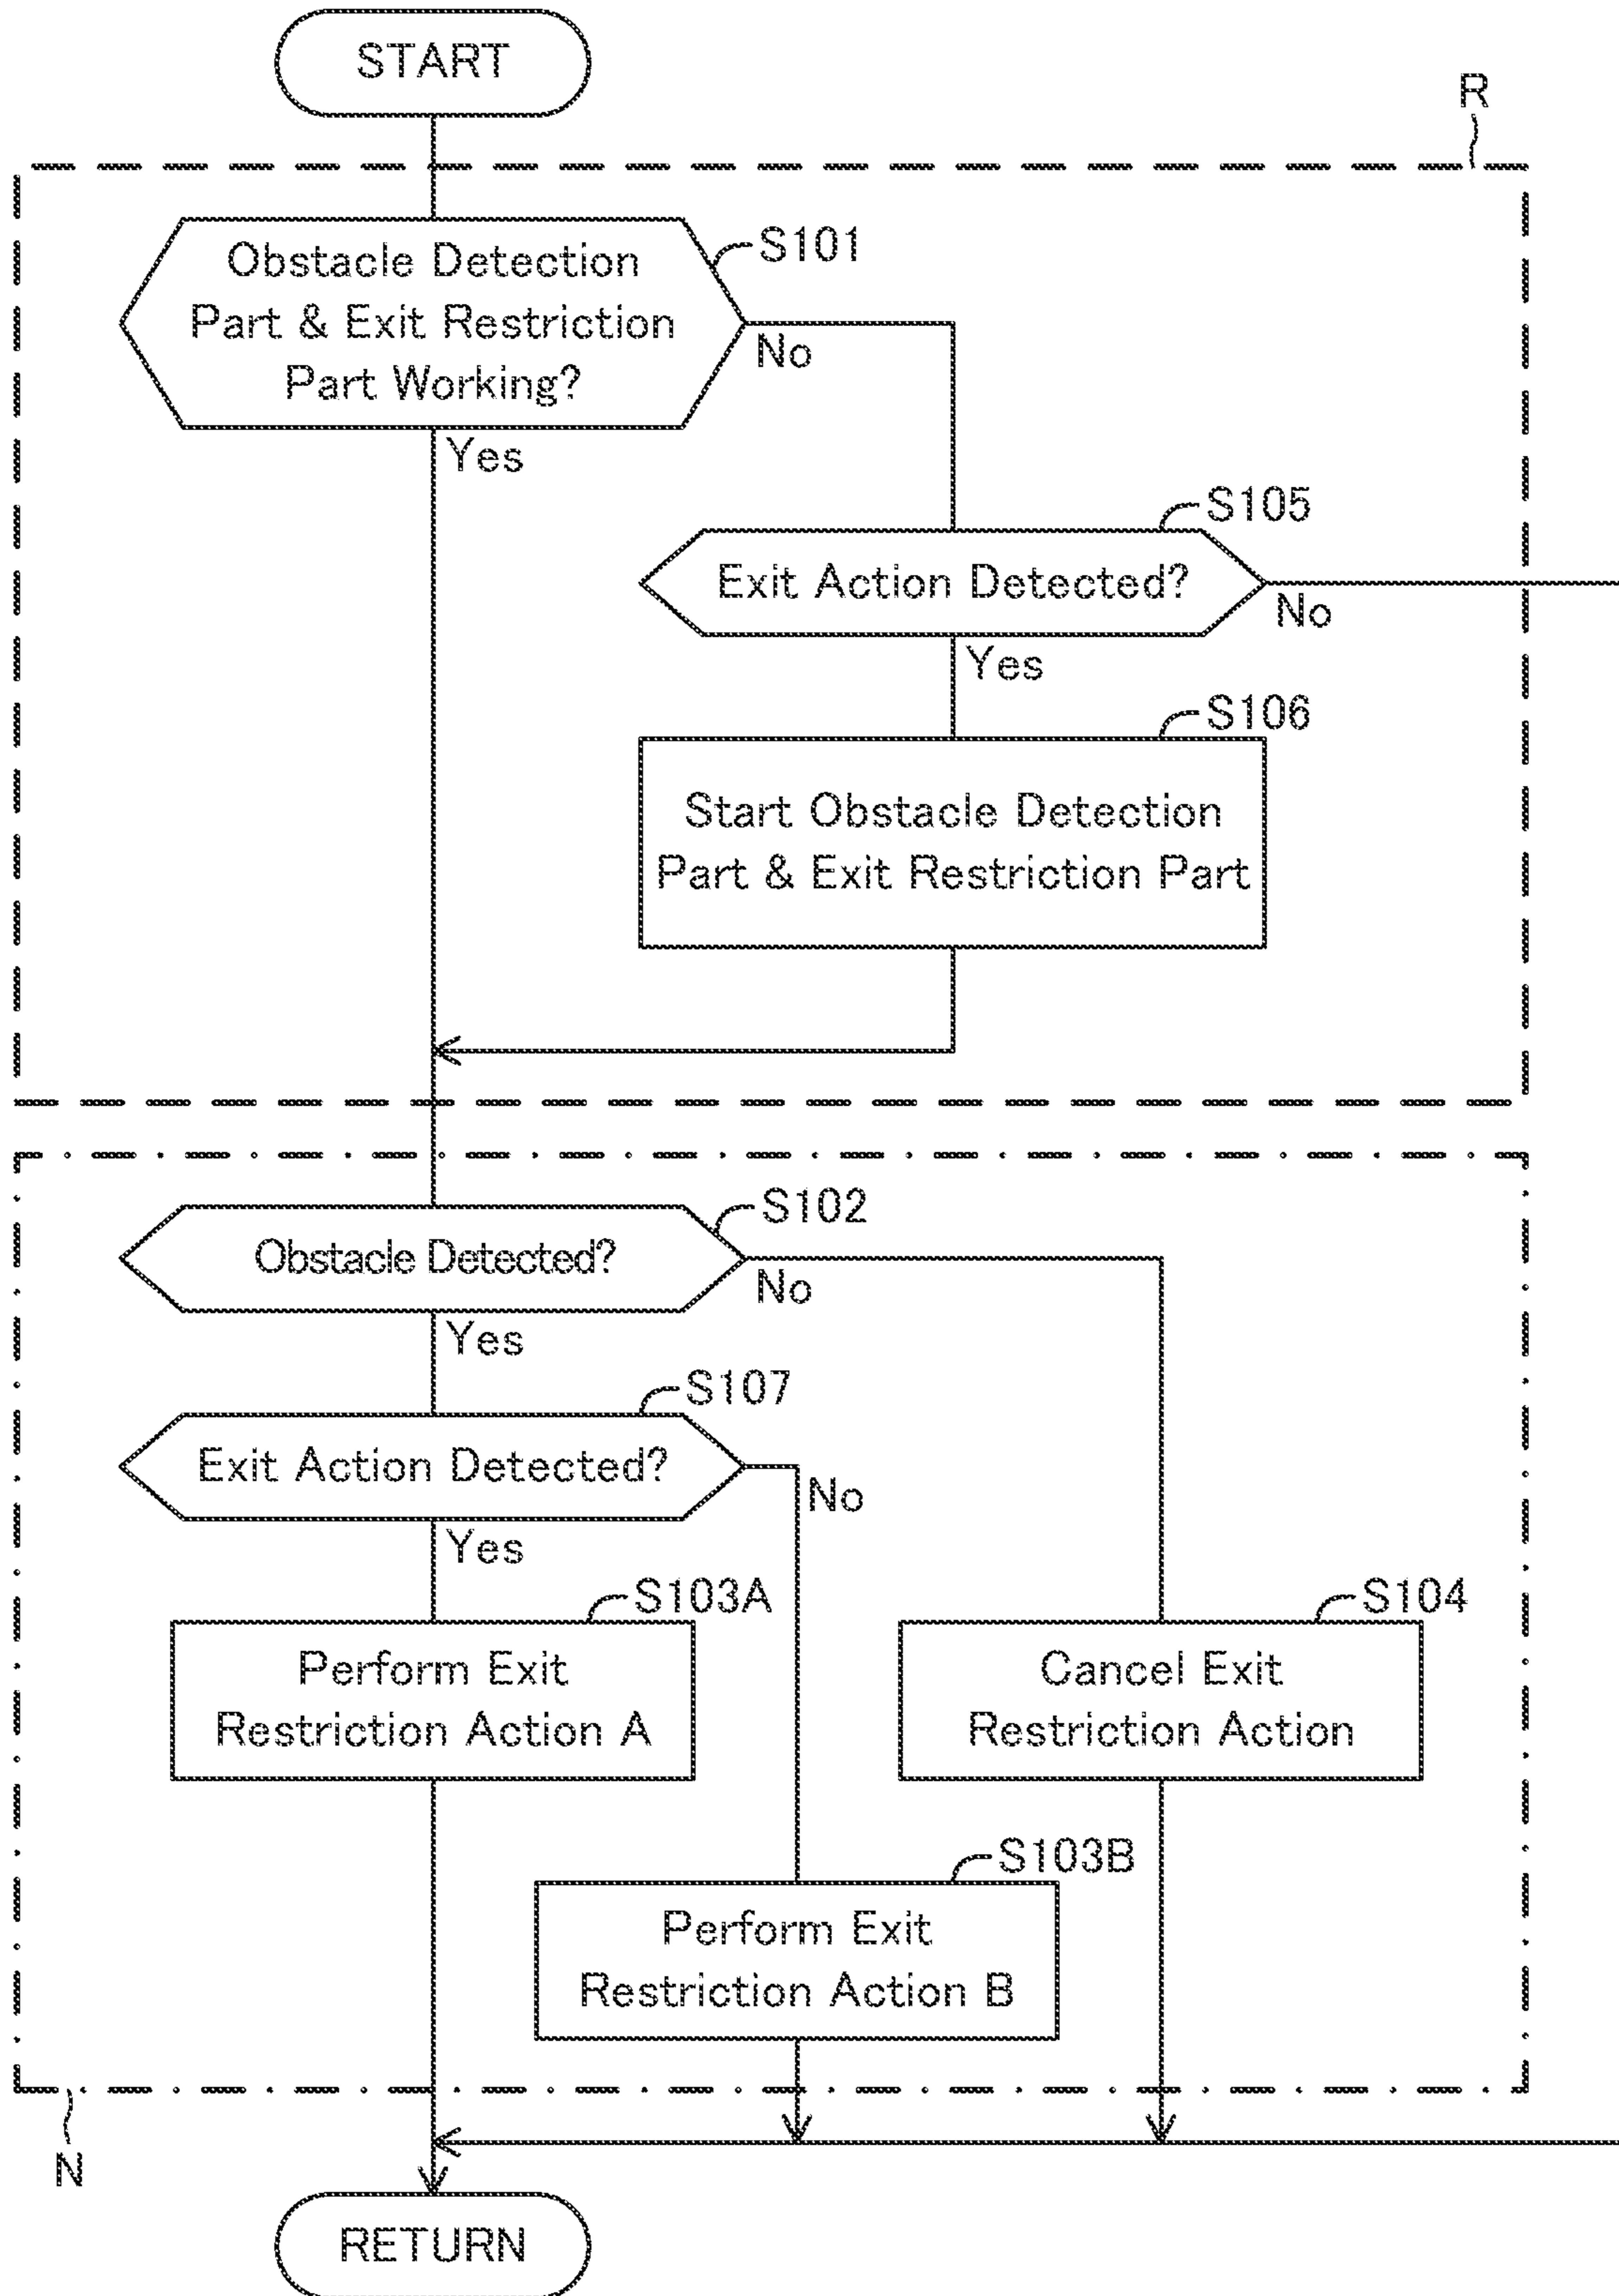 START
R
S101
Obstacle Detection
Part & Exit Restriction
Part Working?
No
Yes
S105
Exit Action Detected?
No
Yes
S106
Start Obstacle Detection
Part & Exit Restriction Part
S102
Obstacle Detected?
No
Yes
S107
Exit Action Detected?
No
Yes
S103A
Perform Exit
Restriction Action A
S104
Cancel Exit
Restriction Action
S103B
Perform Exit
Restriction Action B
N
RETURN